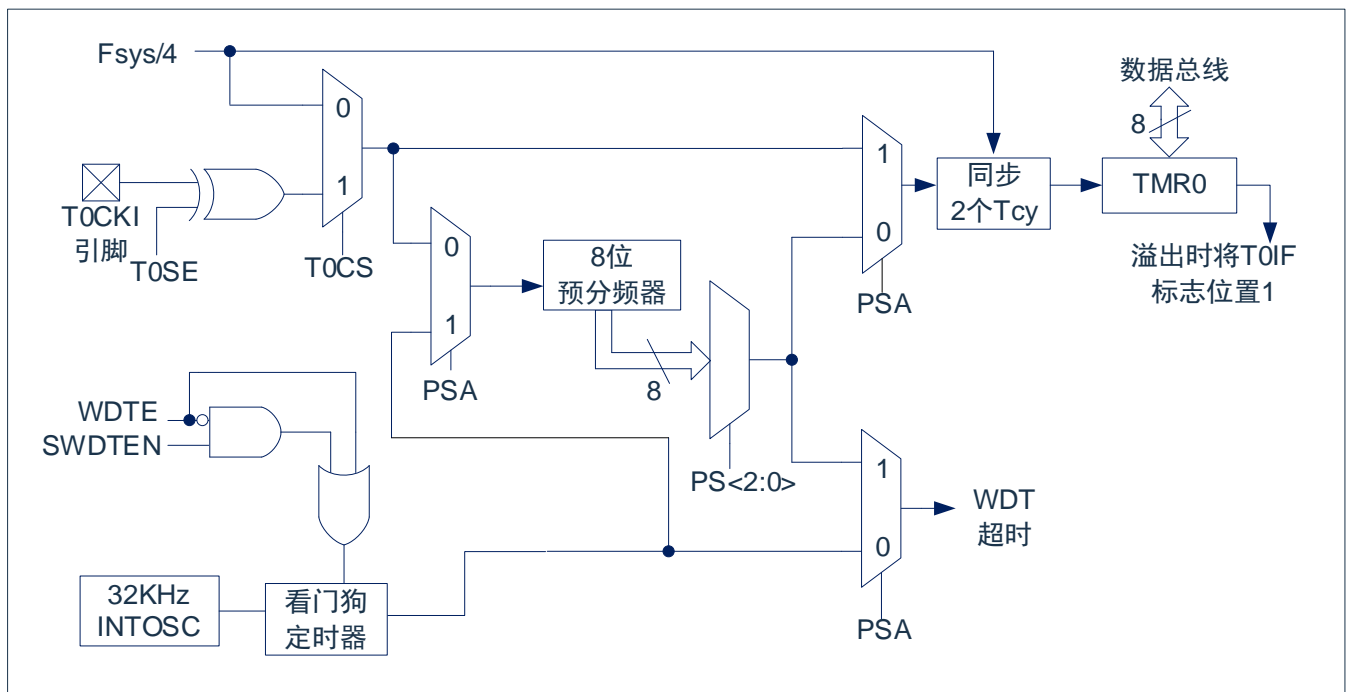 Fsys/4
数据总线
8
0
1
T0CKI
引脚
T0SE
T0CS
1
0
PSA
同步
2个Tcy
TMR0
溢出时将T0IF
标志位置1
0
1
PSA
8位
预分频器
8
PS<2:0>
WDTE
SWDTEN
1
0
PSA
WDT
超时
32KHz
INTOSC
看门狗
定时器